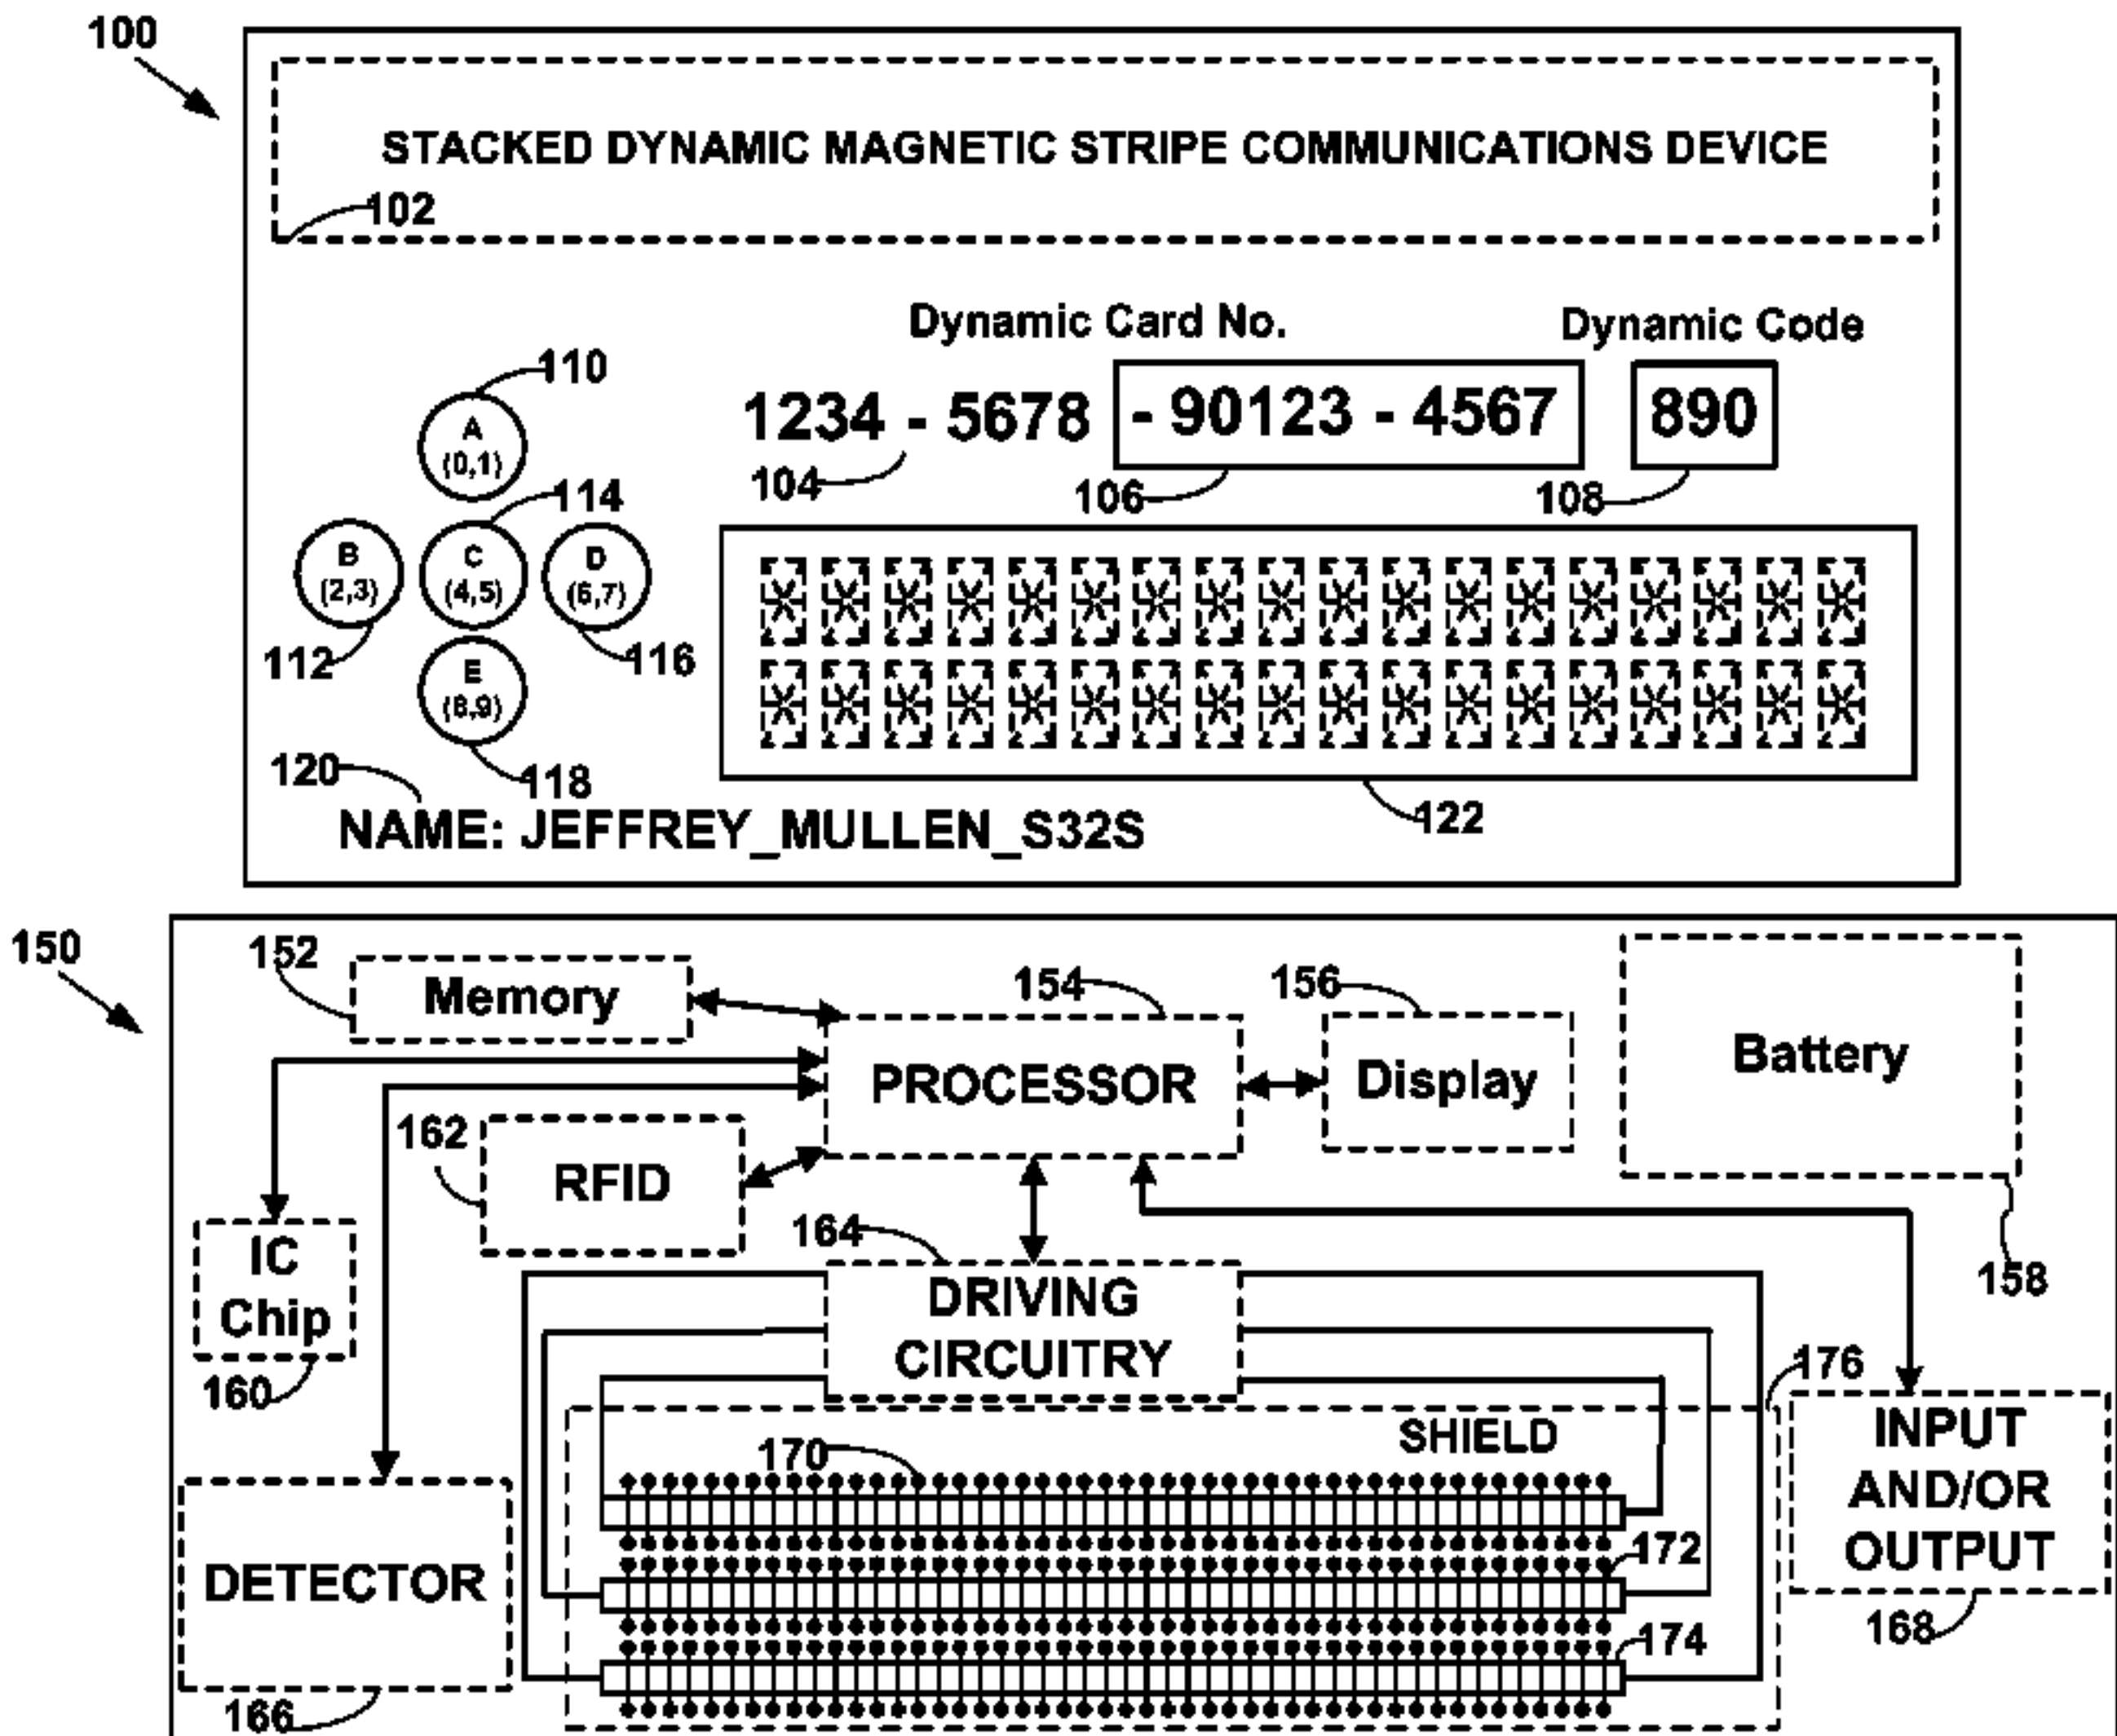 100
STACKED DYNAMIC MAGNETIC STRIPE COMMUNICATIONS DEVICE
102
Dynamic Card No.
Dynamic Code
110
1234 - 5678 - 90123 - 4567 890
A
(0,1)
104
106
108
114
B
(2,3)
C
(4,5)
D
(6,7)
112
116
E
(8,9)
120
118
122
NAME: JEFFREY_MULLEN_S32S
150
152
Memory
154
156
Battery
PROCESSOR
Display
162
RFID
164
158
IC
Chip
DRIVING
CIRCUITRY
160
176
SHIELD
170
INPUT
AND/OR
OUTPUT
172
DETECTOR
174
168
166